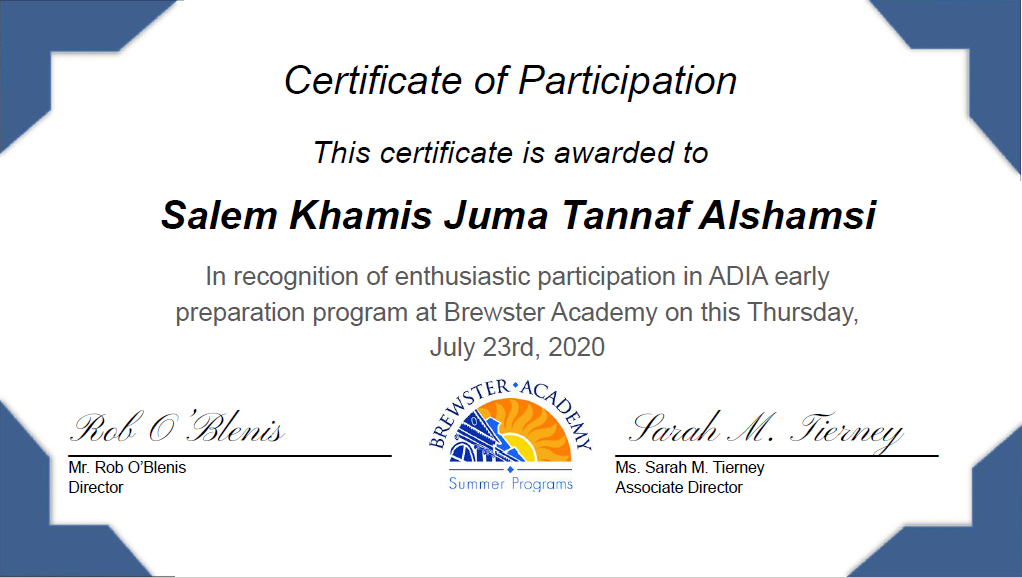 Certificate of Participation
This certificate is awarded to
Salem Khamis Juma Tannaf Alshamsi
In recognition of enthusiastic participation in ADIA early
preparation program at Brewster Academy on this Thursday,
July 23rd, 2020
Rob O'Blenis
Mr. Rob O'Blenis
Director
BREWSTER ACADEMY
Summer Programs
Sarah M. Tierney
Ms. Sarah M. Tierney
Associate Director